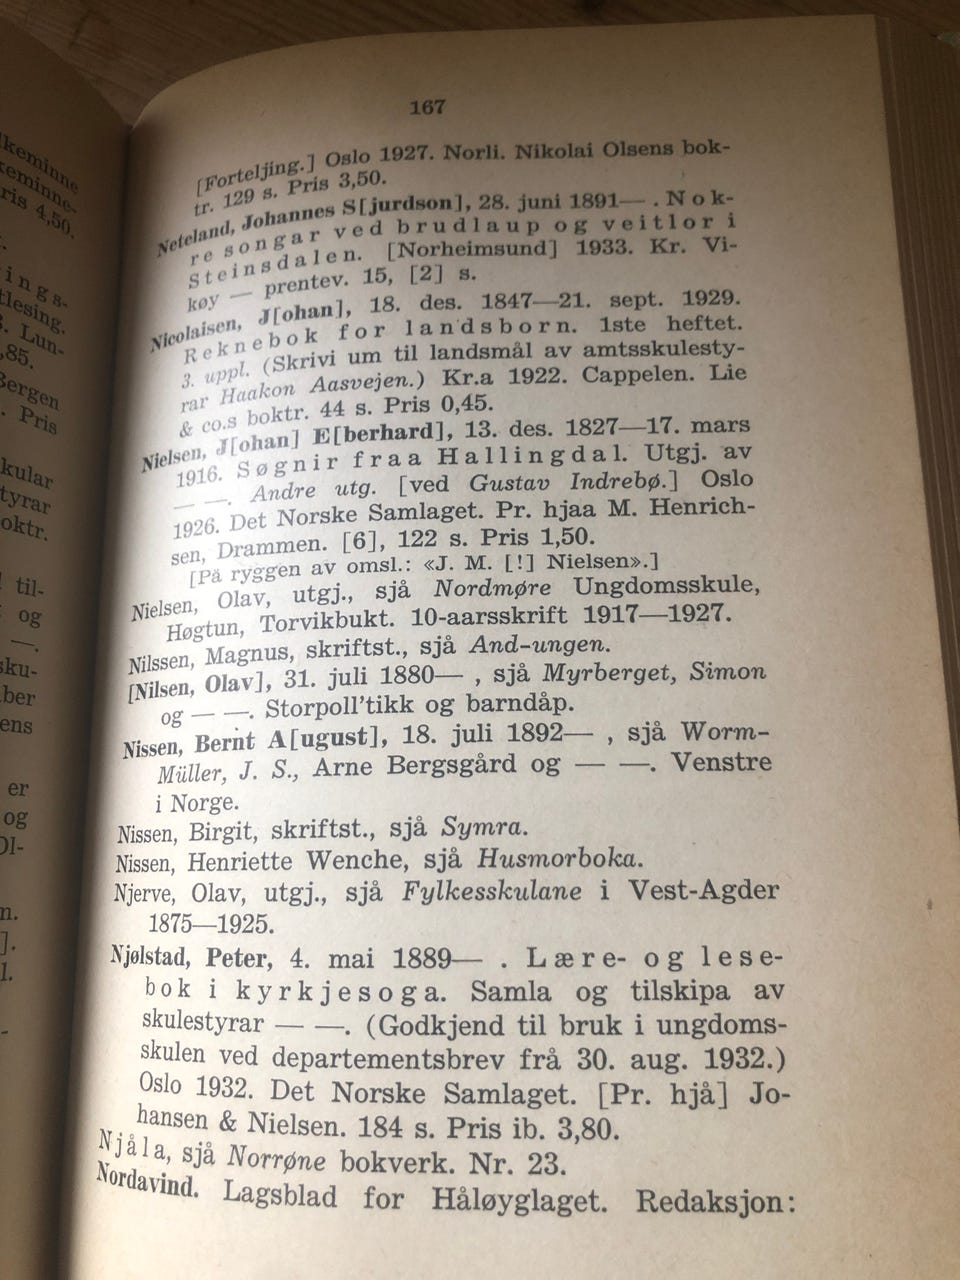 167
[Forteljing.] Oslo 1927. Norli. Nikolai Olsens bok-
tr. 129 s. Pris 3,50.
Neteland, Johannes S[jurdson], 28. juni 1891— . Nok-
re songar ved brudlaup og veitlor i
Steinsdalen. [Norheimsund] 1933. Kr. Vi-
køy — prentev. 15, [2] s.
Nicolaisen, J[ohan], 18. des. 1847—21. sept. 1929.
Reknebok for landsborn. 1ste heftet.
3. uppl. (Skrivi um til landsmål av amtsskulesty-
rar Haakon Aasvejen.) Kr.a 1922. Cappelen. Lie
& co.s boktr. 44 s. Pris 0,45.
Nielsen, J[ohan] E[berhard], 13. des. 1827—17. mars
1916. Søgnir fraa Hallingdal. Utgj. av
— —. Andre utg. [ved Gustav Indrebø.] Oslo
1926. Det Norske Samlaget. Pr. hjaa M. Henrich-
sen, Drammen. [6], 122 s. Pris 1,50.
[På ryggen av omsl.: «J. M. [!] Nielsen».]
Nielsen, Olav, utgj., sjå Nordmøre Ungdomsskule,
Høgtun, Torvikbukt. 10-aarsskrift 1917—1927.
Nilssen, Magnus, skriftst., sjå And-ungen.
[Nilsen, Olav], 31. juli 1880— , sjå Myrberget, Simon
og — —. Storpoll'tikk og barndåp.
Nissen, Bernt A[ugust], 18. juli 1892— , sjå Worm-
Müller, J. S., Arne Bergsgård og — —. Venstre
i Norge.
Nissen, Birgit, skriftst., sjå Symra.
Nissen, Henriette Wenche, sjå Husmorboka.
Njerve, Olav, utgj., sjå Fylkesskulane i Vest-Agder
1875—1925.
Njølstad, Peter, 4. mai 1889— . Lære- og lese-
bok i kyrkjesoga. Samla og tilskipa av
skulestyrar — —. (Godkjend til bruk i ungdoms-
skulen ved departementsbrev frå 30. aug. 1932.)
Oslo 1932. Det Norske Samlaget. [Pr. hjå] Jo-
hansen & Nielsen. 184 s. Pris ib. 3,80.
Njåla, sjå Norrøne bokverk. Nr. 23.
Nordavind. Lagsblad for Håløyglaget. Redaksjon: